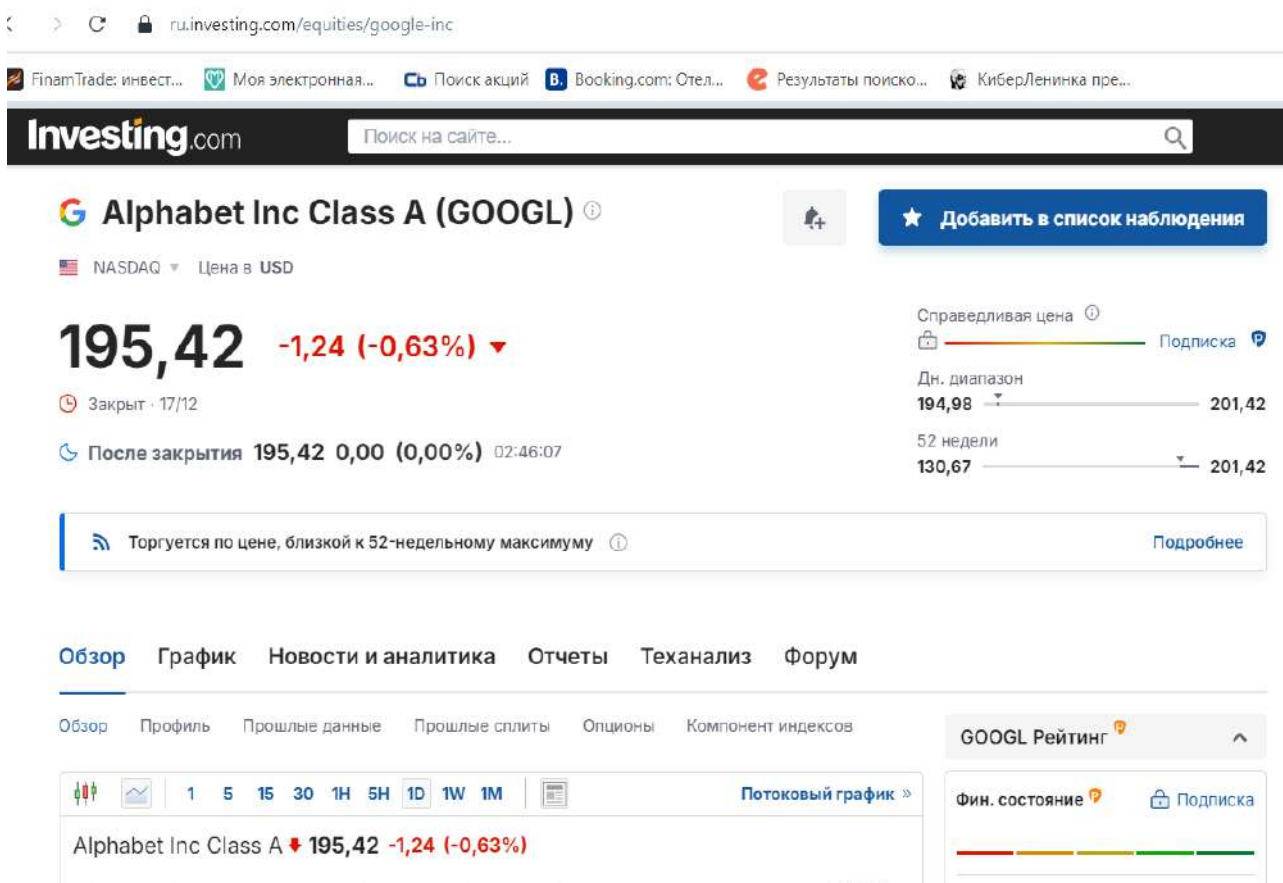 ru.investing.com/equities/google-inc
FinamTrade: инвест... Моя электронная... Сь Поиск акций B. Booking.com: Отел... Результаты поиско... КиберЛенинка пре...
Investing.com Поиск на сайте...
Alphabet Inc Class A (GOOGL) Добавить в список наблюдения
NASDAQ Цена в USD
195,42 -1,24 (-0,63%)
Справедливая цена
Подписка
Закрыт · 17/12
Дн. диапазон
194,98 201,42
После закрытия 195,42 0,00 (0,00%) 02:46:07
52 недели
130,67 201,42
Торгуется по цене, близкой к 52-недельному максимуму Подробнее
Обзор График Новости и аналитика Отчеты Теханализ Форум
Обзор Профиль Прошлые данные Прошлые сплиты Опционы Компонент индексов
GOOGL Рейтинг
1 5 15 30 1H 5H 1D 1W 1M Потоковый график »
Фин. состояние Подписка
Alphabet Inc Class A 195,42 -1,24 (-0,63%)